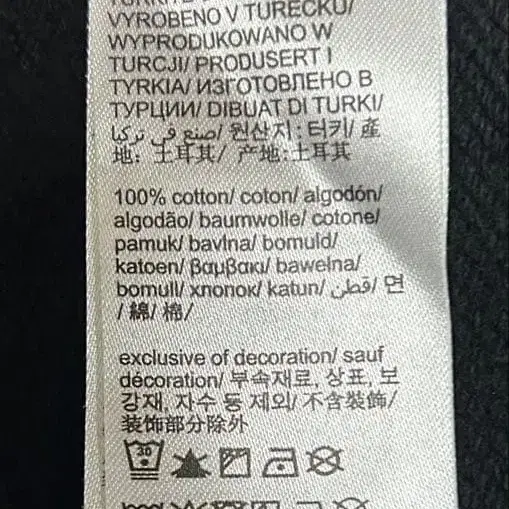 VYROBENO V TURECKU/
WYPRODUKOWANO W
TURCJI/ PRODUSERT I
TYRKIA/ ИЗГОТОВЛЕНО В
ТУРЦИИ/ DIBUAT DI TURKI/
صنع في تركيا/ 원산지: 터키/ 產
地: 土耳其/ 产地:土耳其
100% cotton/ coton/ algodón/
algodão/ baumwolle/ cotone/
pamuk/ bavlna/ bomuld/
katoen/ βαμβακι/ bawełna/
bomull/ хлопок/ katun/ قطن/ 면
/ 綿/ 棉/
exclusive of decoration/ sauf
décoration/ 부속재료, 상표, 보
강재, 자수 등 제외/ 不含裝飾/
装饰部分除外
30